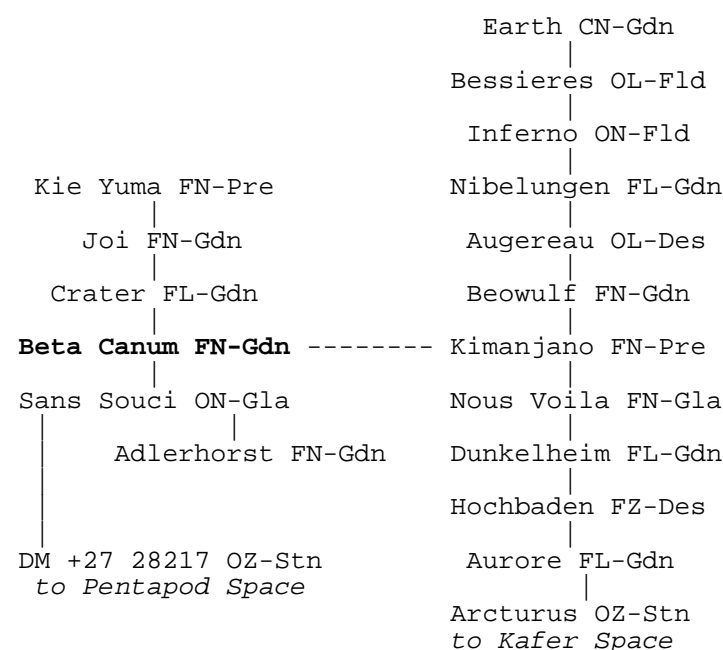 Earth CN-Gdn
Bessieres OL-Fld
Inferno ON-Fld
Kie Yuma FN-Pre Nibelungen FL-Gdn
Joi FN-Gdn Augereau OL-Des
Crater FL-Gdn Beowulf FN-Gdn
Beta Canum FN-Gdn -------- Kimanjano FN-Pre
Sans Souci ON-Gla Nous Voila FN-Gla
Adlerhorst FN-Gdn Dunkelheim FL-Gdn
Hochbaden FZ-Des
DM +27 28217 OZ-Stn Aurore FL-Gdn
to Pentapod Space
Arcturus OZ-Stn
to Kafer Space